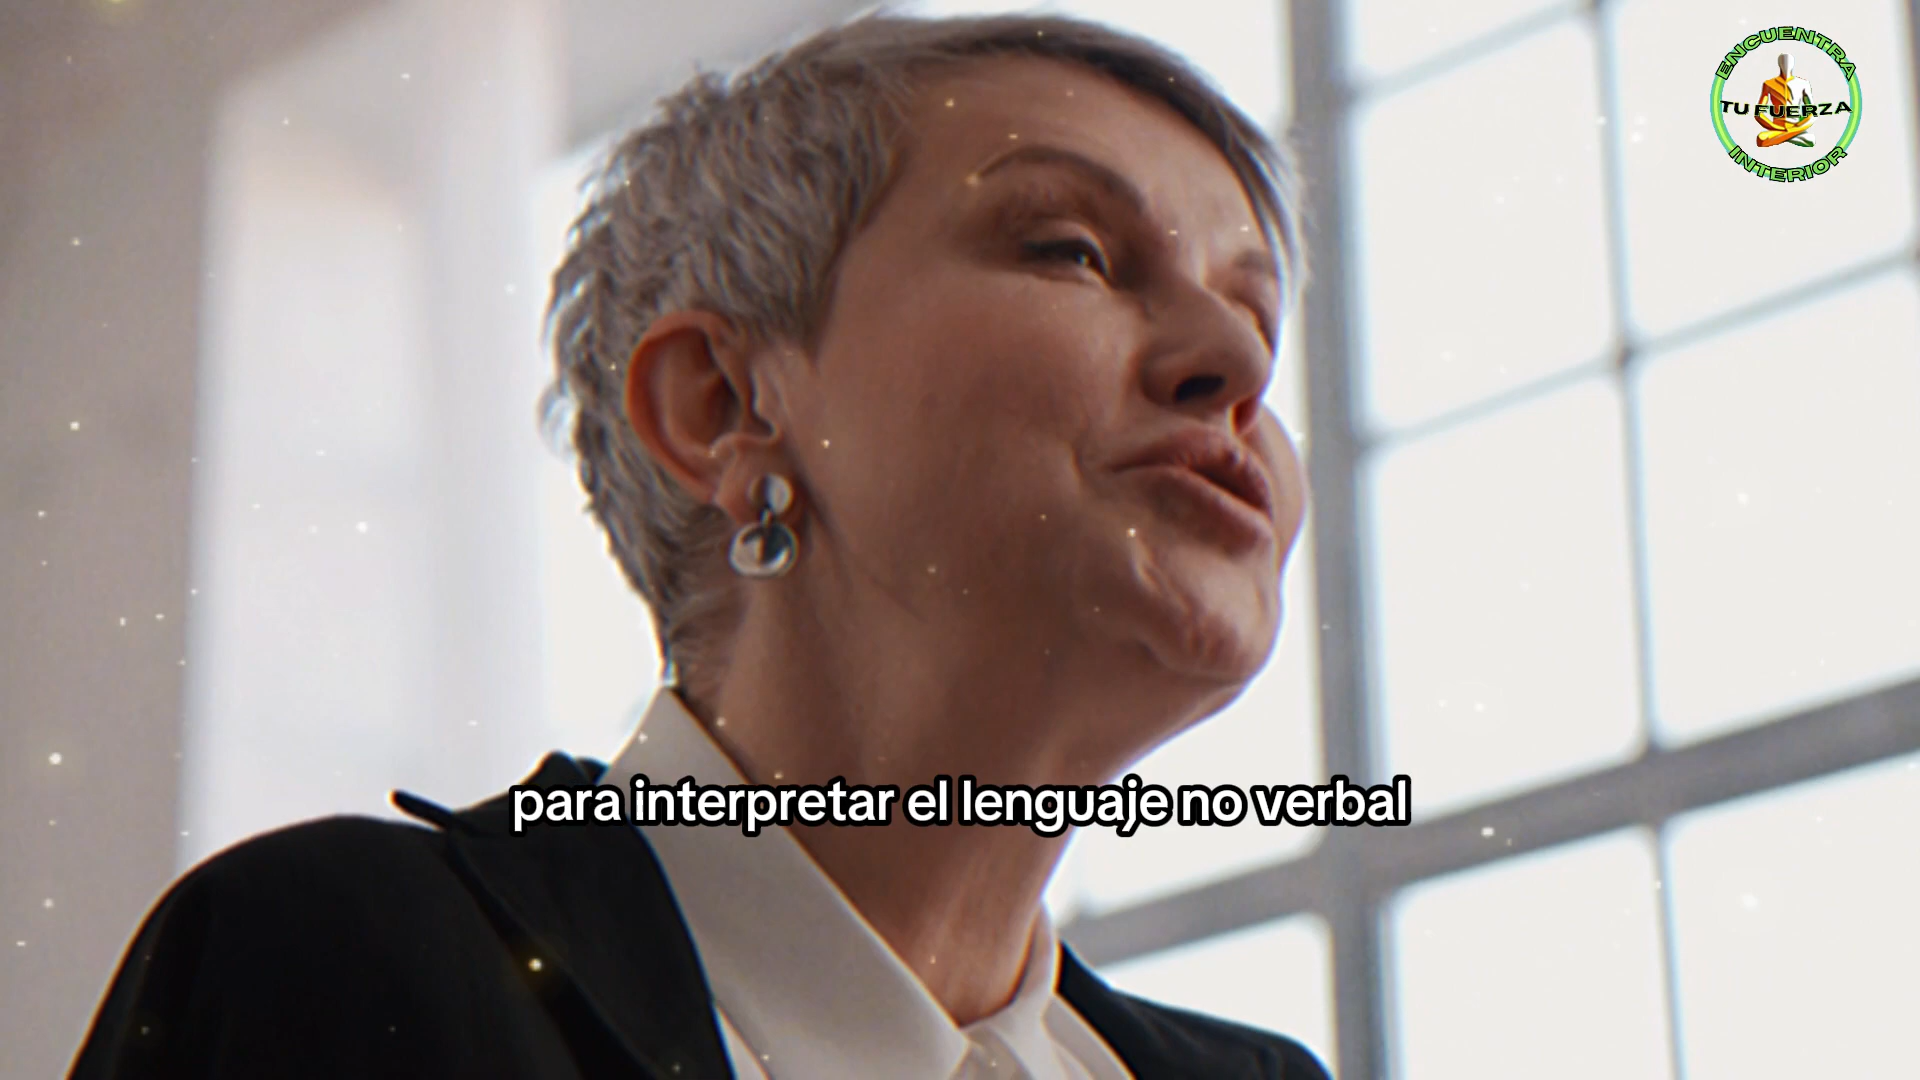 ENCUENTRA
TU FUERZA
INTERIOR
para interpretar el lenguaje no verbal